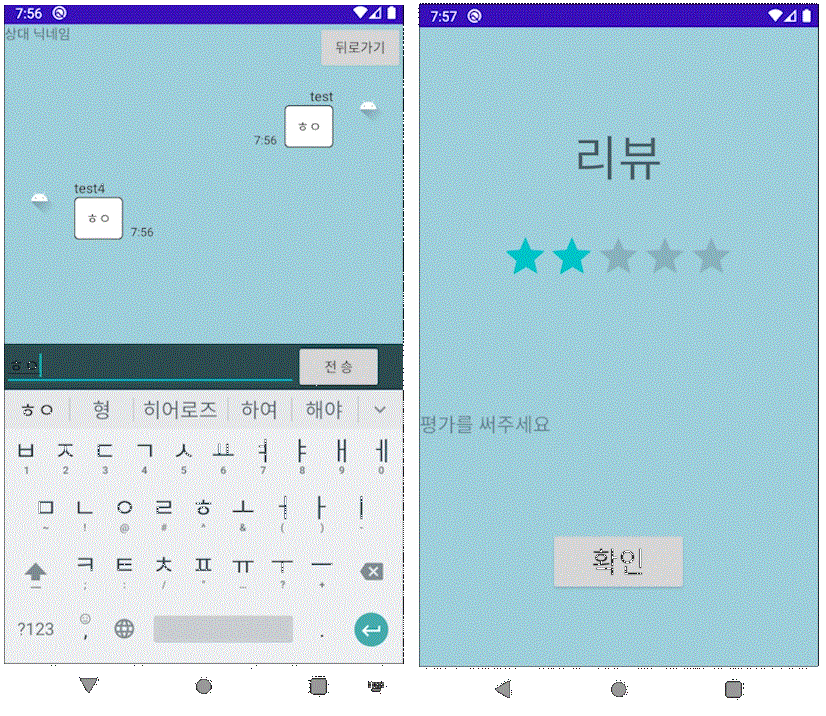 7:56
상대 닉네임
뒤로가기
test
ㅎㅇ
7:56
test4
ㅎㅇ
7:56
ㅎㅇ
전 송
ㅎㅇ 형 히어로즈 하여 해야
ㅂ ㅈ ㄷ ㄱ ㅅ ㅛ ㅕ ㅑ ㅐ ㅔ
1 2 3 4 5 6 7 8 9 0
ㅁ ㄴ ㅇ ㄹ ㅎ ㅗ ㅓ ㅏ ㅣ
~ ! @ # ^ & ( ) -
ㅋ ㅌ ㅊ ㅍ ㅠ ㅜ ㅡ
; : / ?
?123 , .
7:57
리뷰
평가를 써주세요
확인